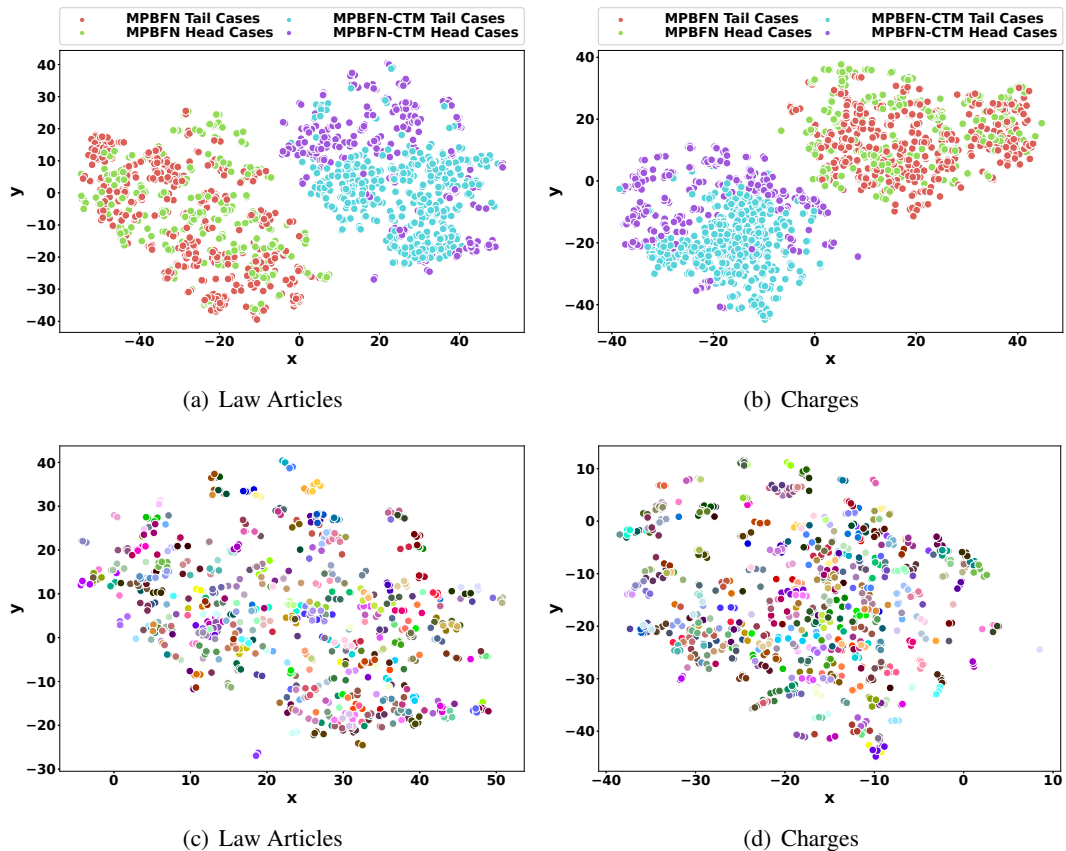 MPBFN Tail Cases MPBFN-CTM Tail Cases
MPBFN Head Cases MPBFN-CTM Head Cases
40
30
20
10
0
−10
−20
−30
−40
y
−40 −20 0 20 40
x
(a) Law Articles
MPBFN Tail Cases MPBFN-CTM Tail Cases
MPBFN Head Cases MPBFN-CTM Head Cases
40
20
0
−20
−40
y
−40 −20 0 20 40
x
(b) Charges
40
30
20
10
0
−10
−20
−30
y
0 10 20 30 40 50
x
(c) Law Articles
10
0
−10
−20
−30
−40
y
−40 −30 −20 −10 0 10
x
(d) Charges